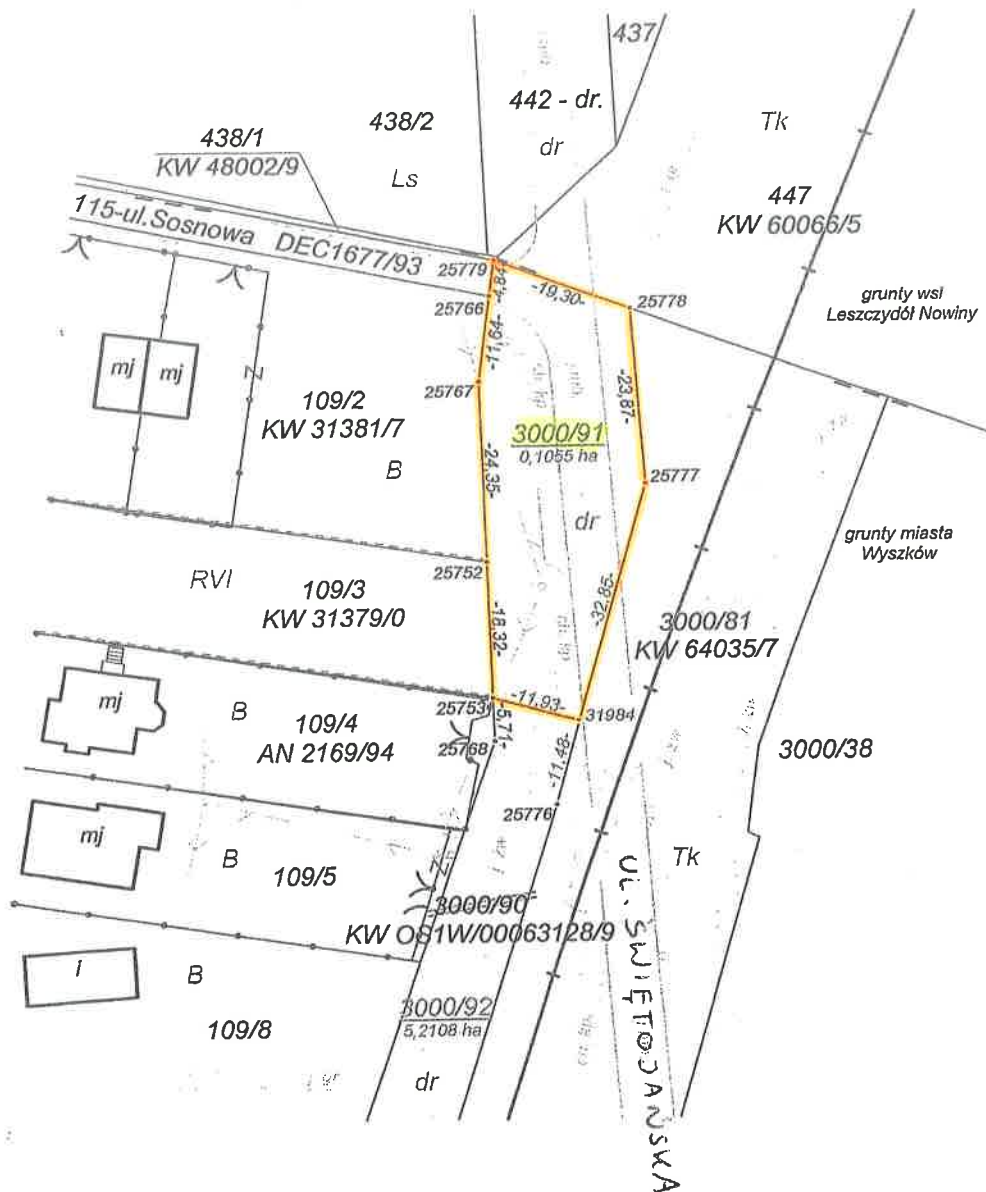 437
442 - dr.
dr
438/2
Ls
438/1
KW 48002/9
Tk
447
KW 60066/5
115-ul.Sosnowa DEC1677/93
25779
-4,84-
-19,30-
25778
grunty wsi
Leszczydół Nowiny
25766
-11,64-
mj
mj
Z
25767
-23,87-
109/2
KW 31381/7
B
3000/91
0,1055 ha
-24,35-
25777
dr
grunty miasta
Wyszków
25752
RVI
109/3
KW 31379/0
-18,32-
-32,85-
3000/81
KW 64035/7
mj
B
109/4
AN 2169/94
25753
-11,93-
31984
-5,71-
25768
-11,48-
3000/38
25776
mj
B
109/5
Z
Tk
3000/90
KW OS1W/00063128/9
UL. ŚWIĘTOJAŃSKA
i
B
109/8
3000/92
5,2108 ha
dr